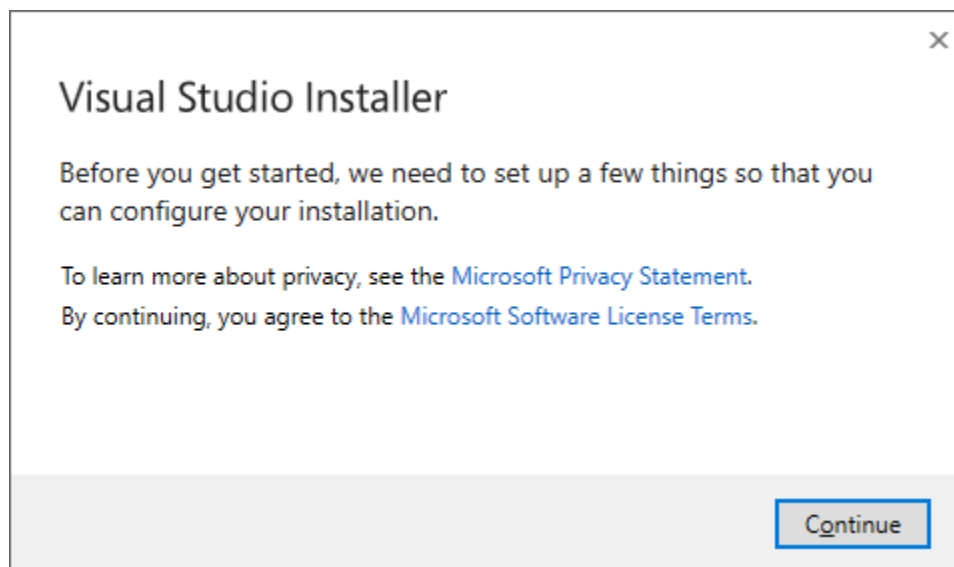 Visual Studio Installer
Before you get started, we need to set up a few things so that you
can configure your installation.
To learn more about privacy, see the Microsoft Privacy Statement.
By continuing, you agree to the Microsoft Software License Terms.
Continue